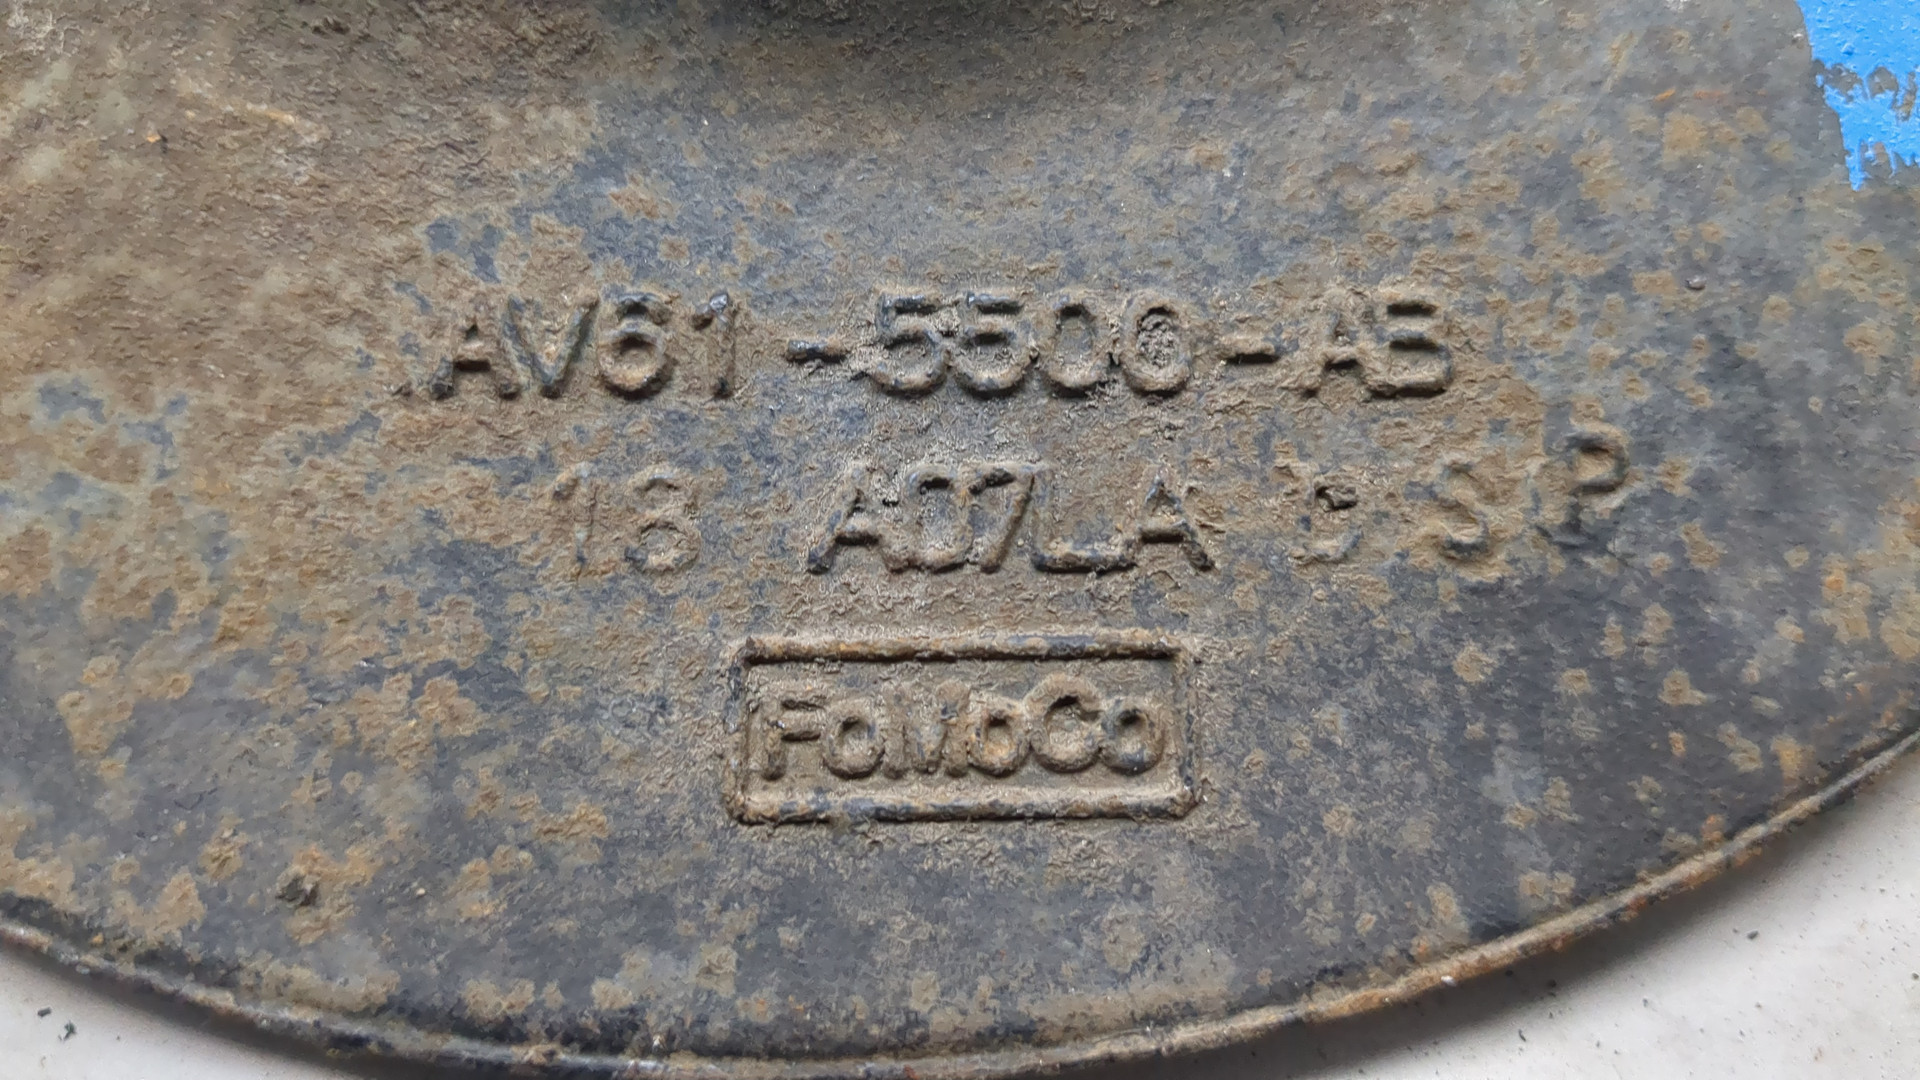 AV61-5500-AB
18 A07LA D S P
FoMoCo